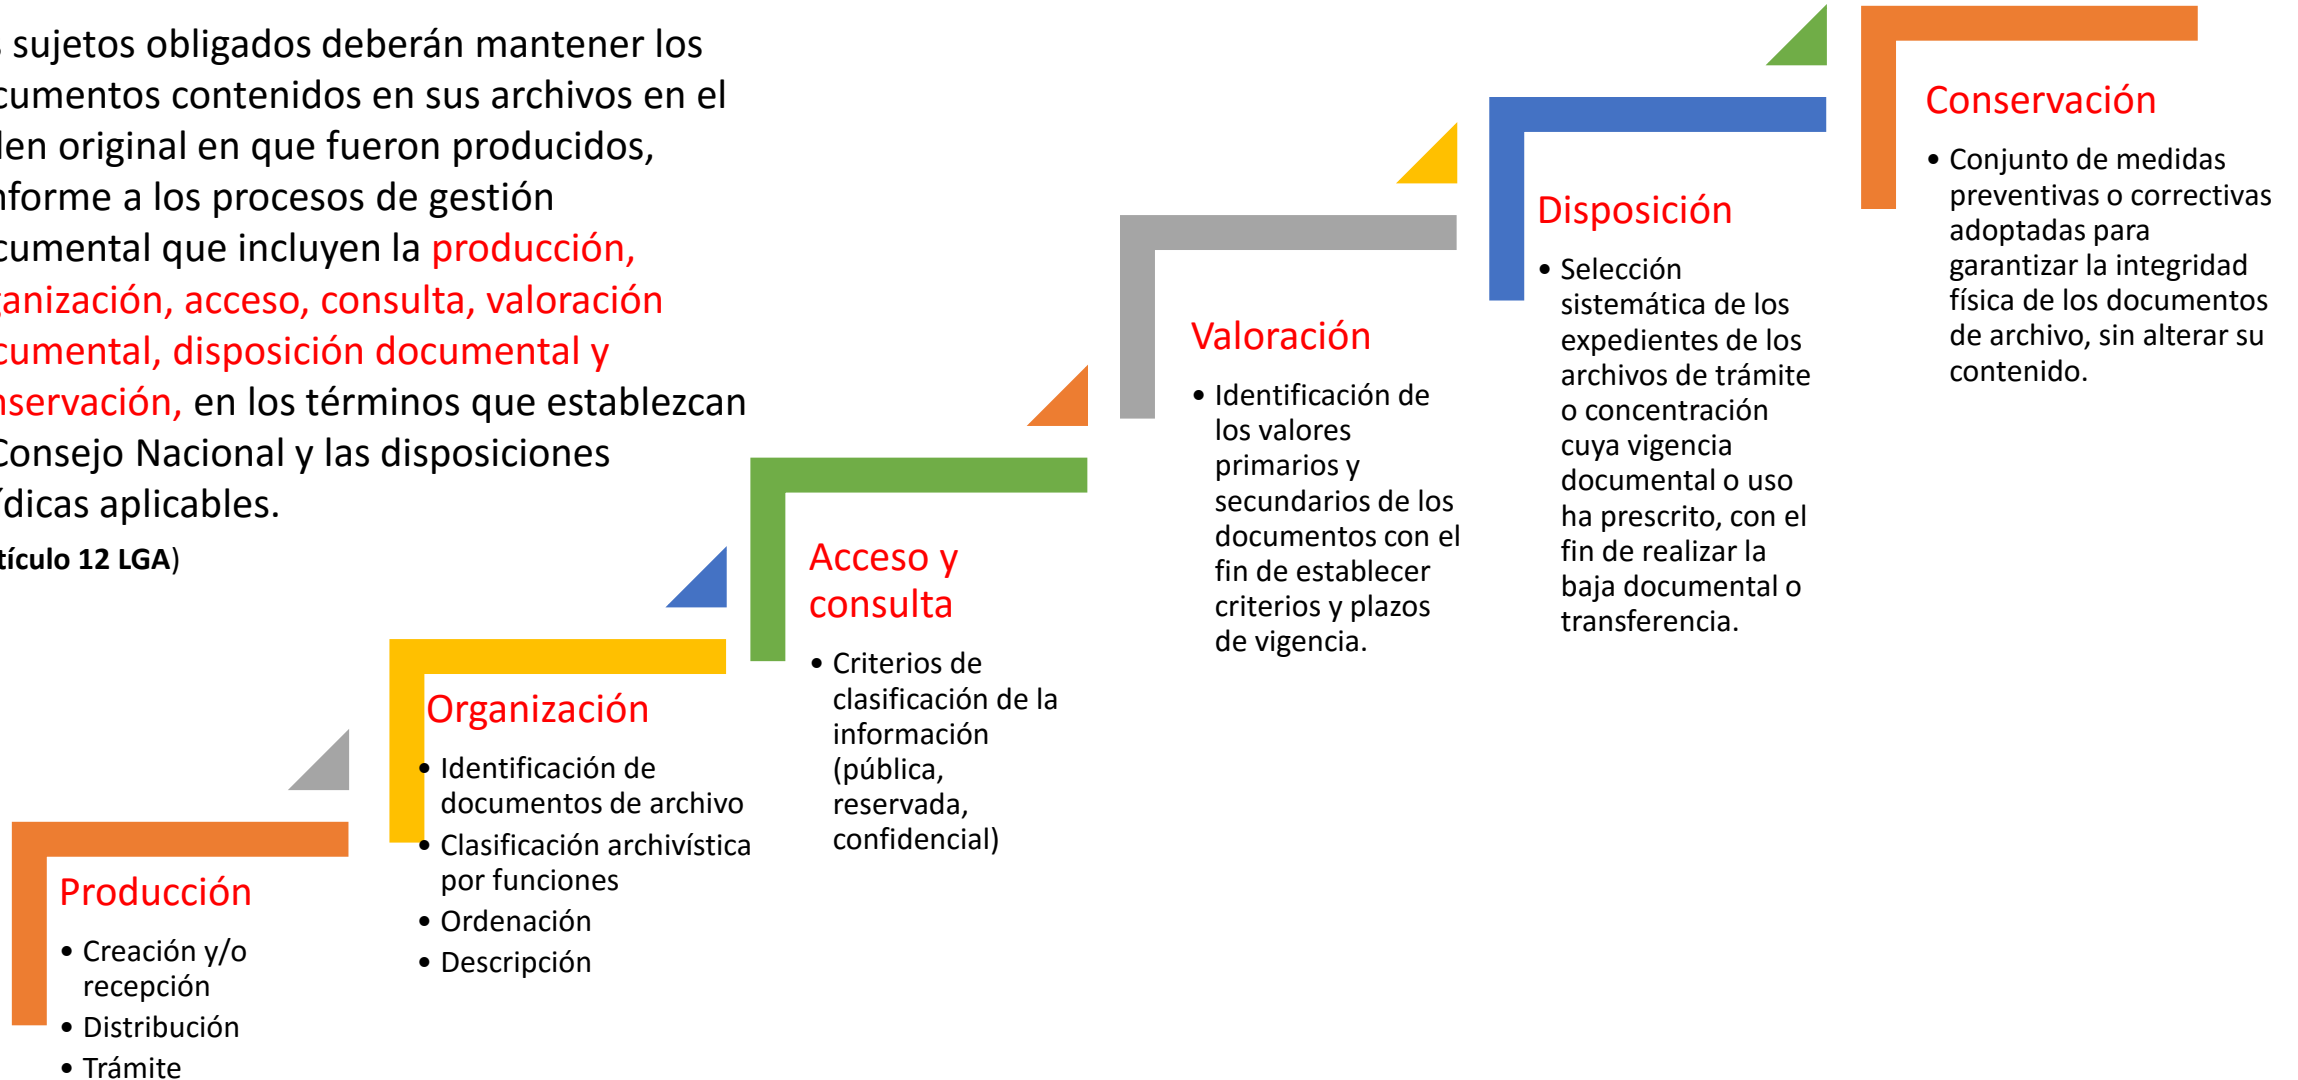 s sujetos obligados deberán mantener los
cumentos contenidos en sus archivos en el
den original en que fueron producidos,
nforme a los procesos de gestión
cumental que incluyen la producción,
ganización, acceso, consulta, valoración
cumental, disposición documental y
nservación, en los términos que establezcan
Consejo Nacional y las disposiciones
ídicas aplicables.
tículo 12 LGA)
Producción
• Creación y/o
recepción
• Distribución
• Trámite
Organización
• Identificación de
documentos de archivo
• Clasificación archivística
por funciones
• Ordenación
• Descripción
Acceso y
consulta
• Criterios de
clasificación de la
información
(pública,
reservada,
confidencial)
Valoración
• Identificación de
los valores
primarios y
secundarios de los
documentos con el
fin de establecer
criterios y plazos
de vigencia.
Disposición
• Selección
sistemática de los
expedientes de los
archivos de trámite
o concentración
cuya vigencia
documental o uso
ha prescrito, con el
fin de realizar la
baja documental o
transferencia.
Conservación
• Conjunto de medidas
preventivas o correctivas
adoptadas para
garantizar la integridad
física de los documentos
de archivo, sin alterar su
contenido.